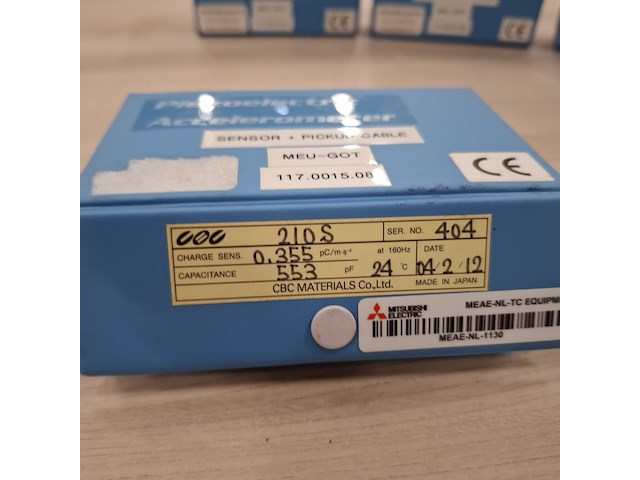 Piezoelectric
Accelerometer
SENSOR + PICKUP CABLE
MEU-GOT
117.0015.08
CE
CBC 210S SER. NO. 404
CHARGE SENS. 0.355 pC/m·s⁻² at 160Hz DATE
CAPACITANCE 553 pF 24 °C 04/2/12
CBC MATERIALS Co., Ltd. MADE IN JAPAN
MITSUBISHI
ELECTRIC
MEAE-NL-TC EQUIPME
MEAE-NL-1130